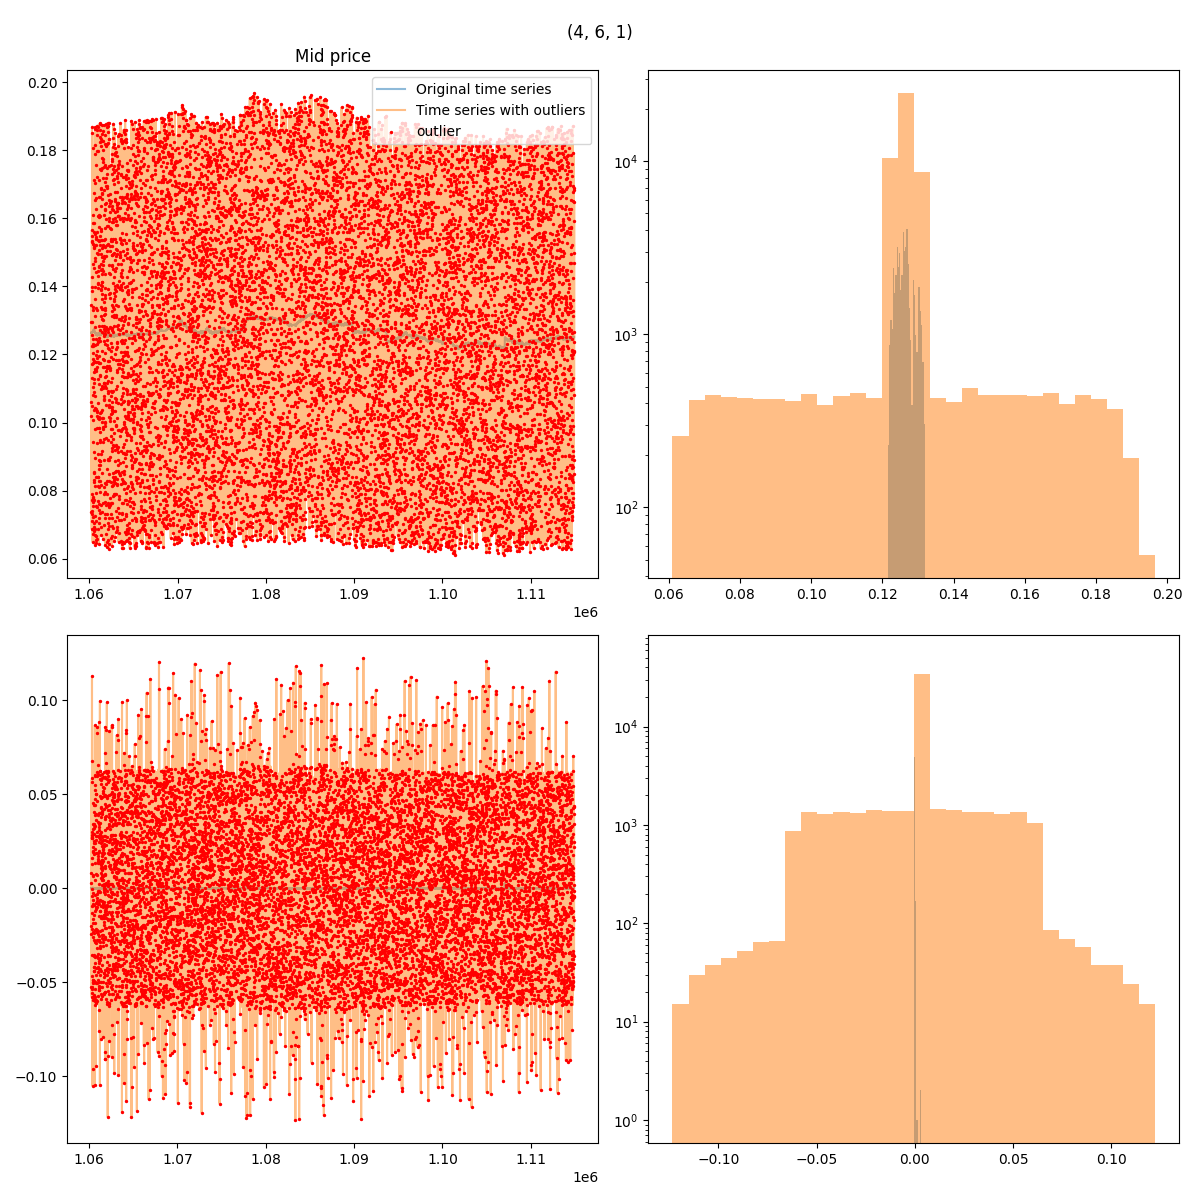 (4, 6, 1)
Mid price
Original time series
Time series with outliers
outlier
0.20
0.18
0.16
0.14
0.12
0.10
0.08
0.06
1.06 1.07 1.08 1.09 1.10 1.11
1e6
10^4
10^3
10^2
0.06 0.08 0.10 0.12 0.14 0.16 0.18 0.20
0.10
0.05
0.00
−0.05
−0.10
1.06 1.07 1.08 1.09 1.10 1.11
1e6
10^4
10^3
10^2
10^1
10^0
−0.10 −0.05 0.00 0.05 0.10